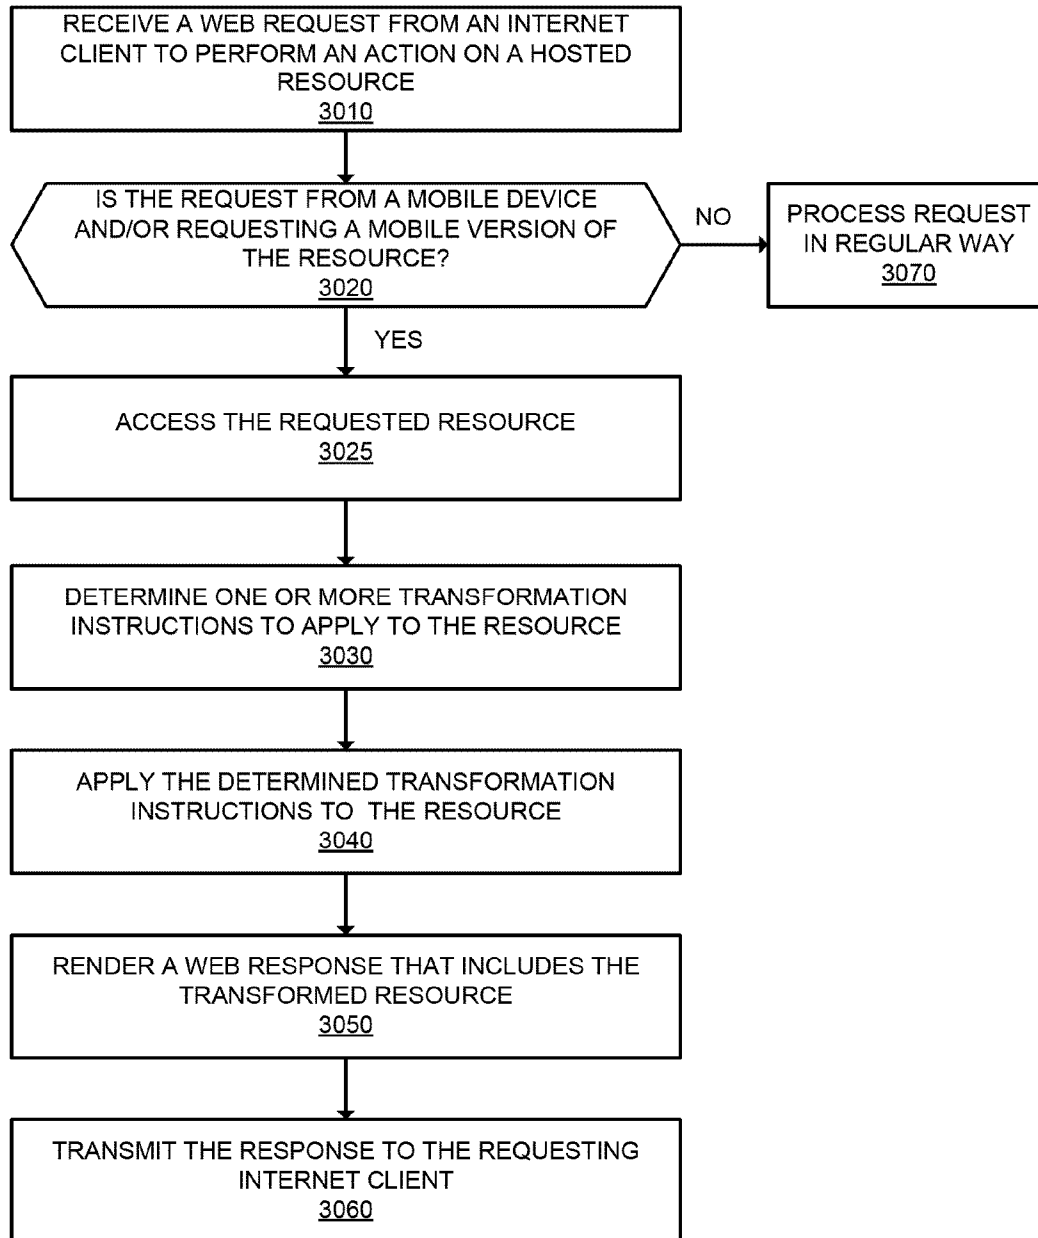 RECEIVE A WEB REQUEST FROM AN INTERNET
CLIENT TO PERFORM AN ACTION ON A HOSTED
RESOURCE
3010
IS THE REQUEST FROM A MOBILE DEVICE
AND/OR REQUESTING A MOBILE VERSION OF
THE RESOURCE?
3020
NO
PROCESS REQUEST
IN REGULAR WAY
3070
YES
ACCESS THE REQUESTED RESOURCE
3025
DETERMINE ONE OR MORE TRANSFORMATION
INSTRUCTIONS TO APPLY TO THE RESOURCE
3030
APPLY THE DETERMINED TRANSFORMATION
INSTRUCTIONS TO THE RESOURCE
3040
RENDER A WEB RESPONSE THAT INCLUDES THE
TRANSFORMED RESOURCE
3050
TRANSMIT THE RESPONSE TO THE REQUESTING
INTERNET CLIENT
3060